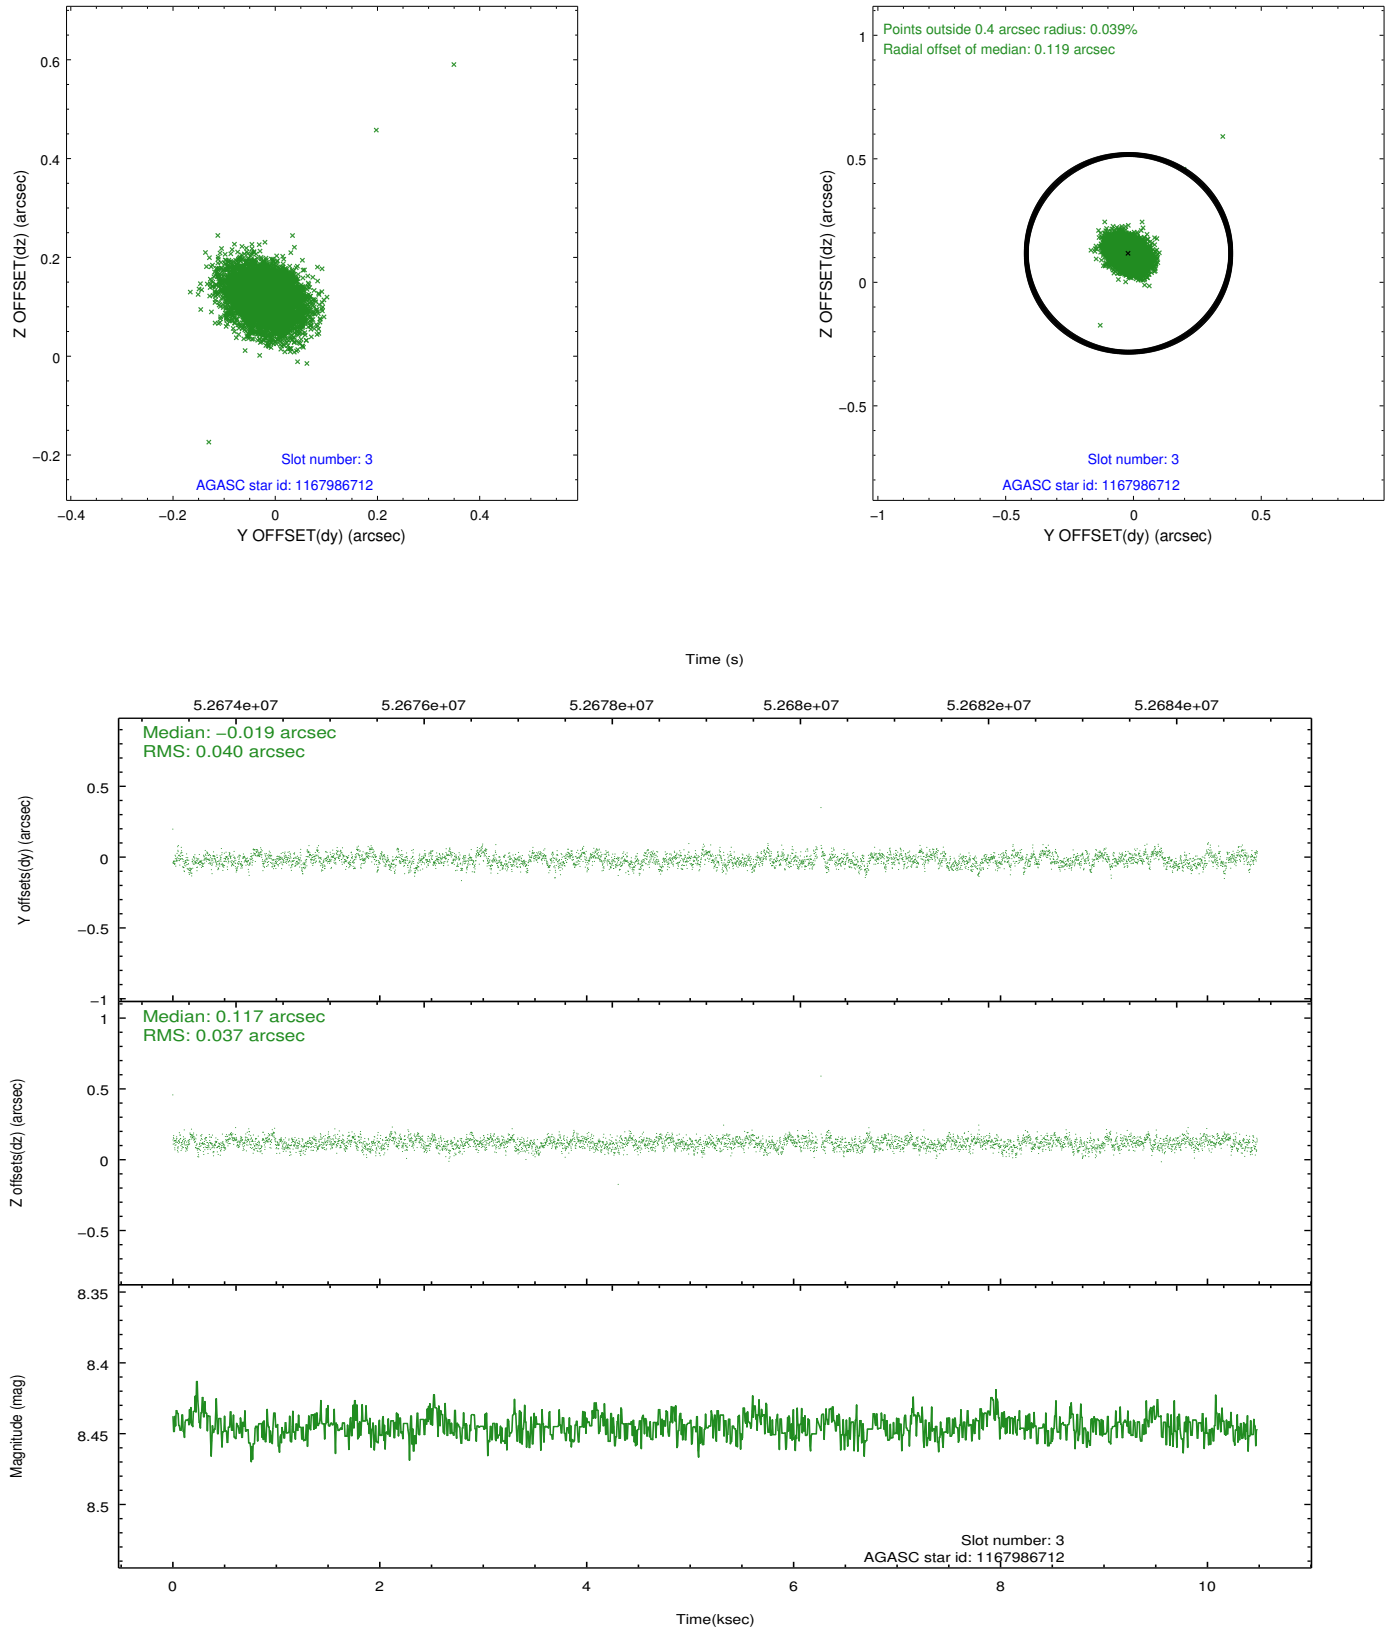 0.6
0.4
0.2
0
−0.2
−0.4
−0.2
0
0.2
0.4
Z OFFSET(dz) (arcsec)
Y OFFSET(dy) (arcsec)
Slot number: 3
AGASC star id: 1167986712
Points outside 0.4 arcsec radius: 0.039%
Radial offset of median: 0.119 arcsec
1
0.5
0
−0.5
−1
−0.5
0
0.5
Z OFFSET(dz) (arcsec)
Y OFFSET(dy) (arcsec)
Slot number: 3
AGASC star id: 1167986712
Time (s)
5.2674e+07
5.2676e+07
5.2678e+07
5.268e+07
5.2682e+07
5.2684e+07
Median: −0.019 arcsec
RMS: 0.040 arcsec
0.5
0
−0.5
−1
Y offsets(dy) (arcsec)
Median: 0.117 arcsec
RMS: 0.037 arcsec
1
0.5
0
−0.5
Z offsets(dz) (arcsec)
8.35
8.4
8.45
8.5
Magnitude (mag)
Slot number: 3
AGASC star id: 1167986712
0
2
4
6
8
10
Time(ksec)